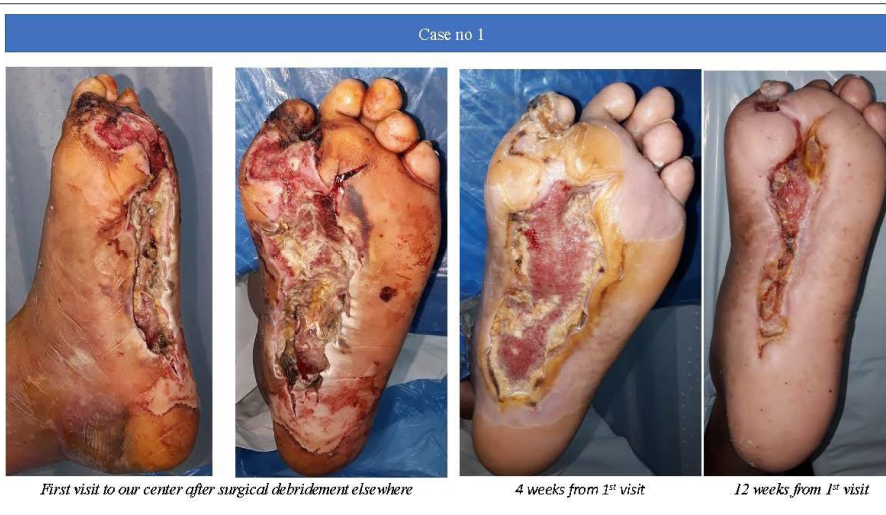 Case no 1
First visit to our center after surgical debridement elsewhere
4 weeks from 1st visit
12 weeks from 1st visit